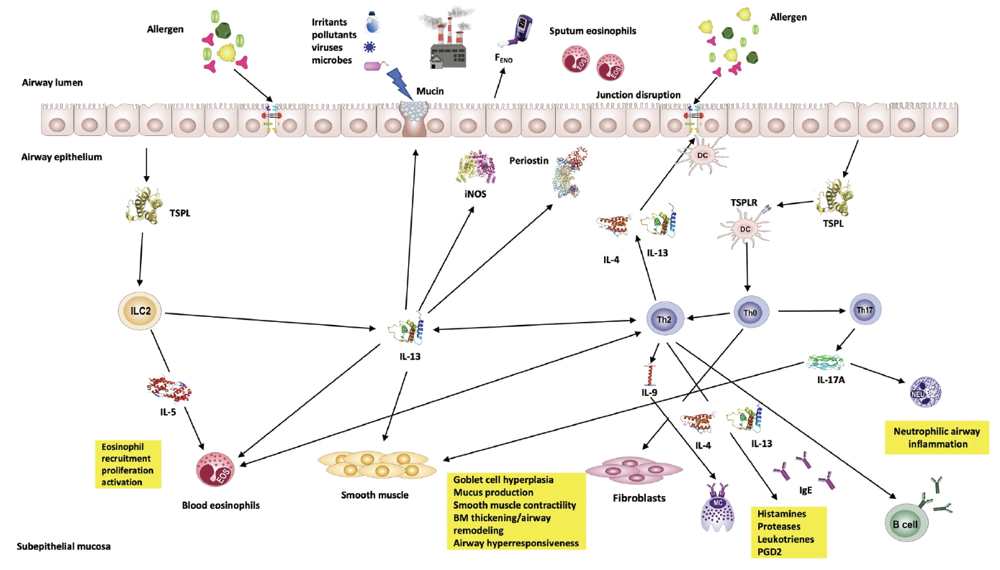 Allergen
Irritants
pollutants
viruses
microbes
FENO
Sputum eosinophils
EOS
EOS
Allergen
Airway lumen
Mucin
Junction disruption
Airway epithelium
DC
Periostin
iNOS
TSPL
TSPLR
DC
TSPL
IL-4
IL-13
ILC2
Th2
Th0
Th17
IL-13
IL-17A
IL-9
NEU
IL-5
Neutrophilic airway
inflammation
Eosinophil
recruitment
proliferation
activation
EOS
Blood eosinophils
Smooth muscle
Goblet cell hyperplasia
Mucus production
Smooth muscle contractility
BM thickening/airway
remodeling
Airway hyperresponsiveness
IL-4
IL-13
Fibroblasts
MC
IgE
Histamines
Proteases
Leukotrienes
PGD2
B cell
Subepithelial mucosa